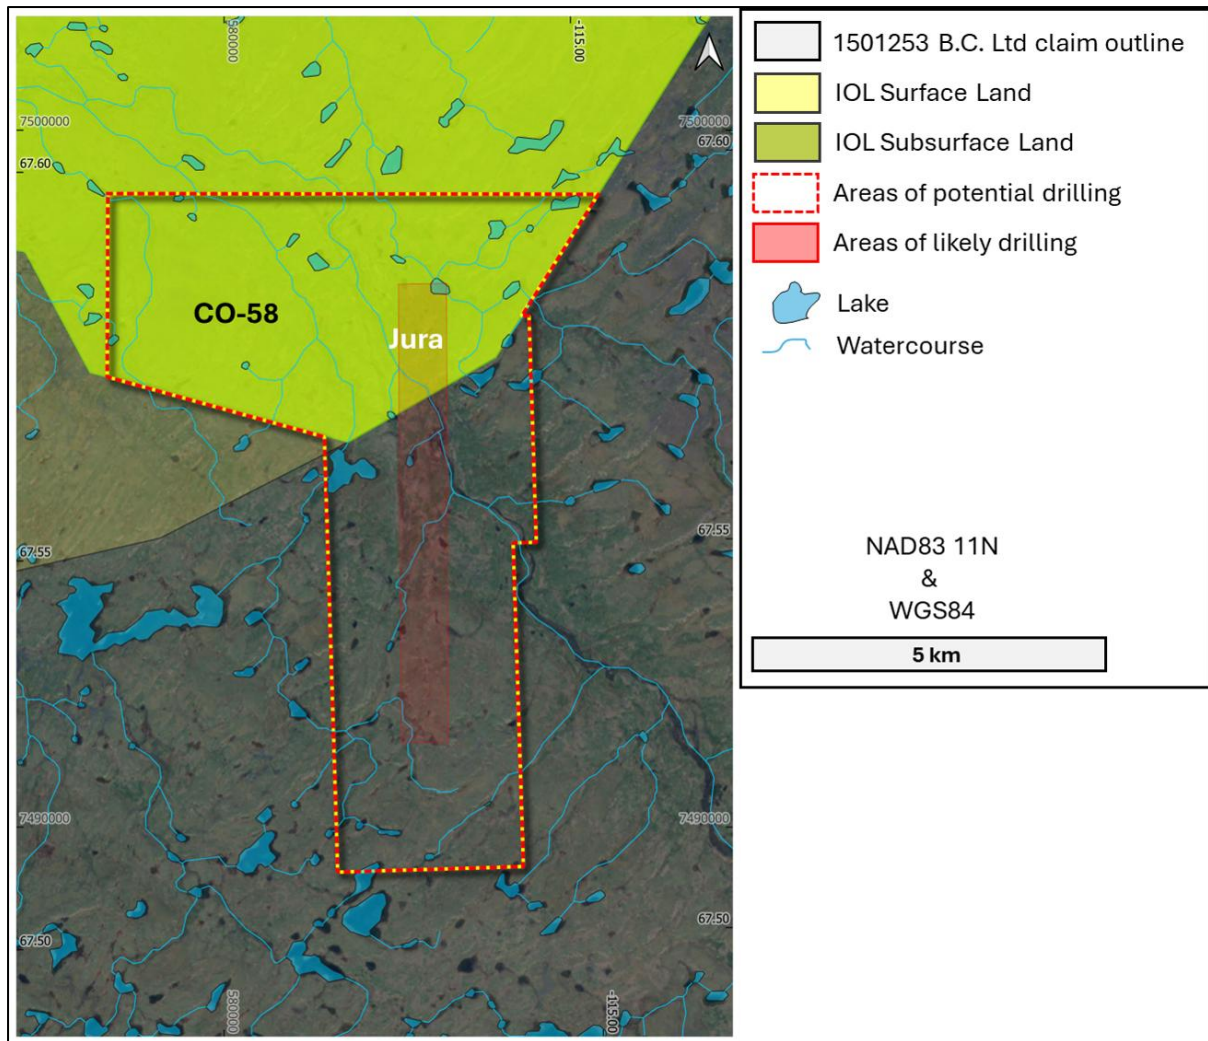 580000
-115.00
7500000
7500000
67.60
67.60
CO-58
Jura
67.55
67.55
7490000
7490000
67.50
67.50
580000
-115.00
1501253 B.C. Ltd claim outline
IOL Surface Land
IOL Subsurface Land
Areas of potential drilling
Areas of likely drilling
Lake
Watercourse
NAD83 11N
&
WGS84
5 km